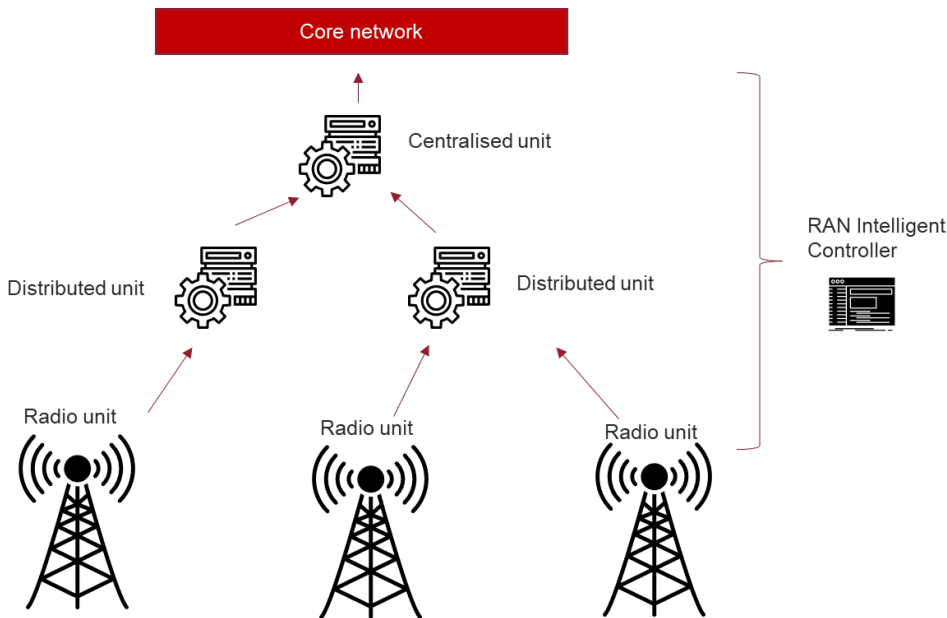 Core network
Centralised unit
RAN Intelligent
Controller
Distributed unit
Distributed unit
Radio unit
Radio unit
Radio unit